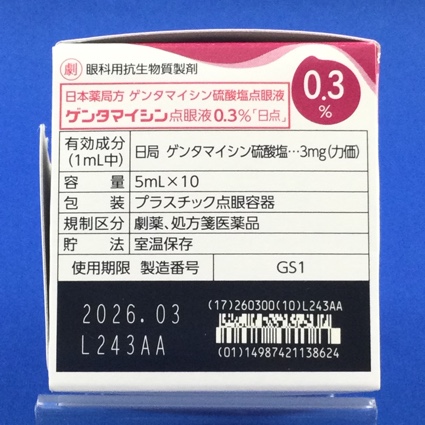 劇 眼科用抗生物質製剤
日本薬局方 ゲンタマイシン硫酸塩点眼液
ゲンタマイシン点眼液0.3%「日点」
0.3%
有効成分(1mL中) 日局 ゲンタマイシン硫酸塩…3mg(力価)
容量 5mL×10
包装 プラスチック点眼容器
規制区分 劇薬、処方箋医薬品
貯法 室温保存
使用期限 製造番号 GS1
2026.03
L243AA
(17)260300(10)L243AA
(01)14987421138624